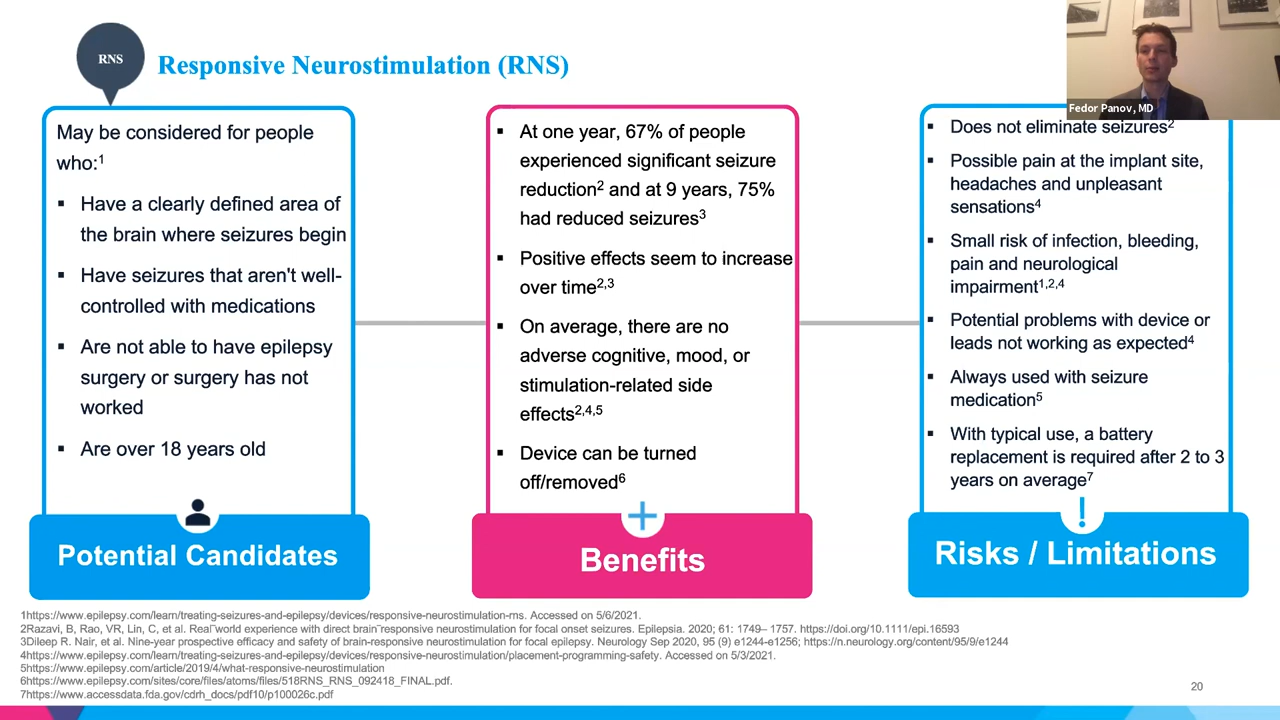 RNS
Responsive Neurostimulation (RNS)
Fedor Panov, MD
May be considered for people
who:1
▪ Have a clearly defined area of
the brain where seizures begin
▪ Have seizures that aren't well-
controlled with medications
▪ Are not able to have epilepsy
surgery or surgery has not
worked
▪ Are over 18 years old
Potential Candidates
▪ At one year, 67% of people
experienced significant seizure
reduction2 and at 9 years, 75%
had reduced seizures3
▪ Positive effects seem to increase
over time2,3
▪ On average, there are no
adverse cognitive, mood, or
stimulation-related side
effects2,4,5
▪ Device can be turned
off/removed6
Benefits
▪ Does not eliminate seizures2
▪ Possible pain at the implant site,
headaches and unpleasant
sensations4
▪ Small risk of infection, bleeding,
pain and neurological
impairment1,2,4
▪ Potential problems with device or
leads not working as expected4
▪ Always used with seizure
medication5
▪ With typical use, a battery
replacement is required after 2 to 3
years on average7
!
Risks / Limitations
1https://www.epilepsy.com/learn/treating-seizures-and-epilepsy/devices/responsive-neurostimulation-rns. Accessed on 5/6/2021.
2Razavi, B, Rao, VR, Lin, C, et al. Real‐world experience with direct brain‐responsive neurostimulation for focal onset seizures. Epilepsia. 2020; 61: 1749– 1757. https://doi.org/10.1111/epi.16593
3Dileep R. Nair, et al. Nine-year prospective efficacy and safety of brain-responsive neurostimulation for focal epilepsy. Neurology Sep 2020, 95 (9) e1244-e1256; https://n.neurology.org/content/95/9/e1244
4https://www.epilepsy.com/learn/treating-seizures-and-epilepsy/devices/responsive-neurostimulation/placement-programming-safety. Accessed on 5/3/2021.
5https://www.epilepsy.com/article/2019/4/what-responsive-neurostimulation
6https://www.epilepsy.com/sites/core/files/atoms/files/518RNS_RNS_092418_FINAL.pdf.
7https://www.accessdata.fda.gov/cdrh_docs/pdf10/p100026c.pdf
20